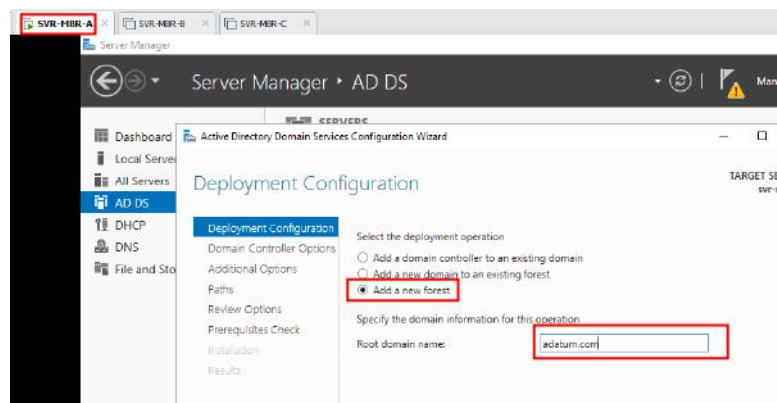 SVR-MBR-A SVR-MBR-B SVR-MBR-C
Server Manager
Server Manager • AD DS
Man
SERVERS
Dashboard
Local Server
All Servers
AD DS
DHCP
DNS
File and Sto
Active Directory Domain Services Configuration Wizard
Deployment Configuration
TARGET SE
svr-
Deployment Configuration
Domain Controller Options
Additional Options
Paths
Review Options
Prerequisites Check
Installation
Results
Select the deployment operation
Add a domain controller to an existing domain
Add a new domain to an existing forest
Add a new forest
Specify the domain information for this operation
Root domain name: adatum.com